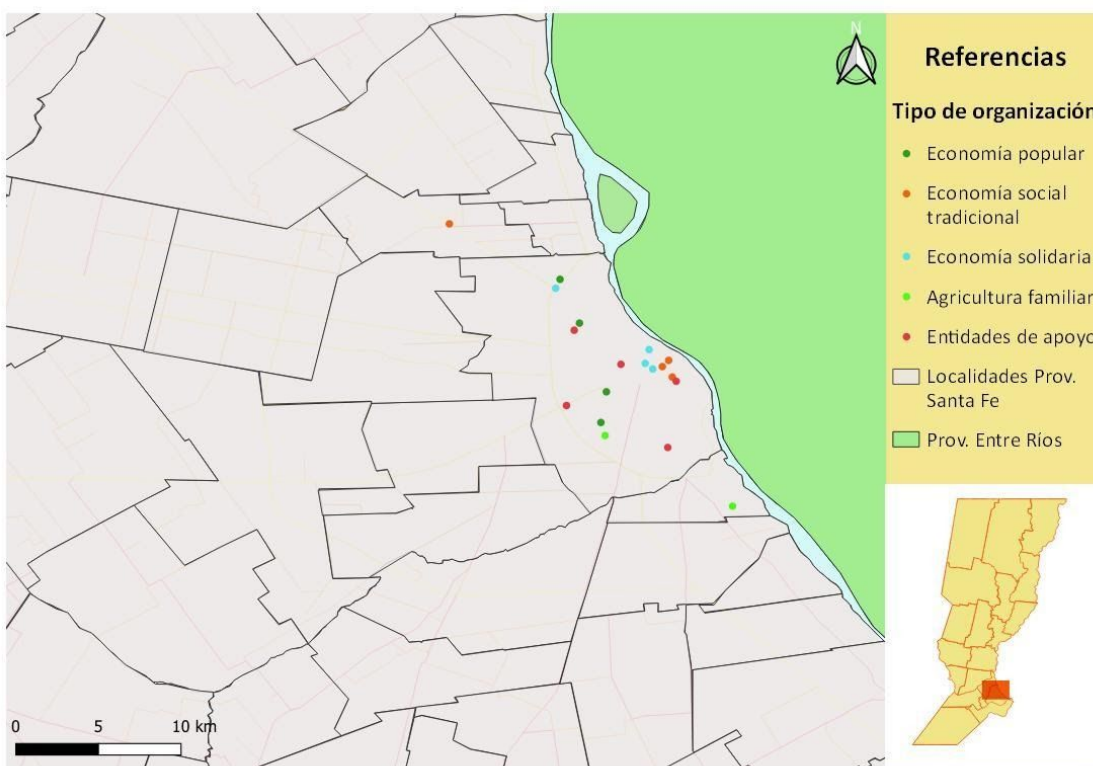 N
Referencias
Tipo de organización
Economía popular
Economía social
tradicional
Economía solidaria
Agricultura familiar
Entidades de apoyo
Localidades Prov.
Santa Fe
Prov. Entre Ríos
0 5 10 km